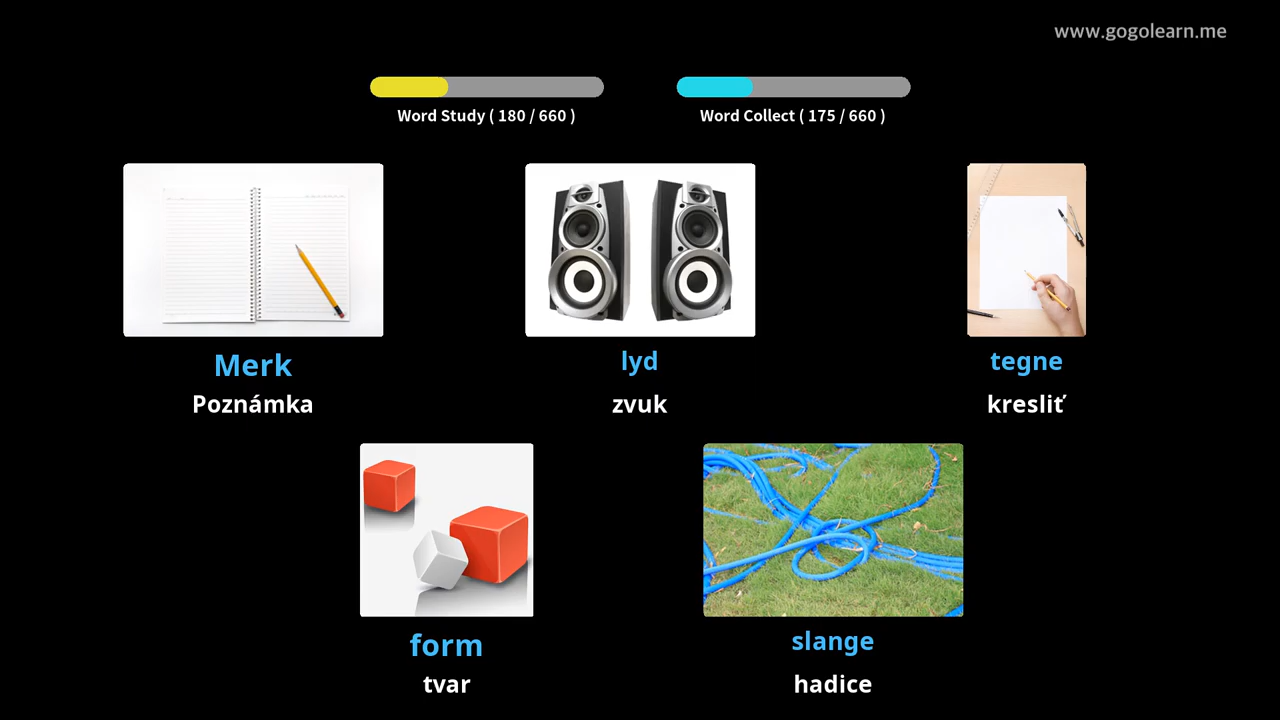 www.gogolearn.me
Word Study ( 180 / 660 )
Word Collect ( 175 / 660 )
Merk
lyd
tegne
Poznámka
zvuk
kresliť
form
slange
tvar
hadice